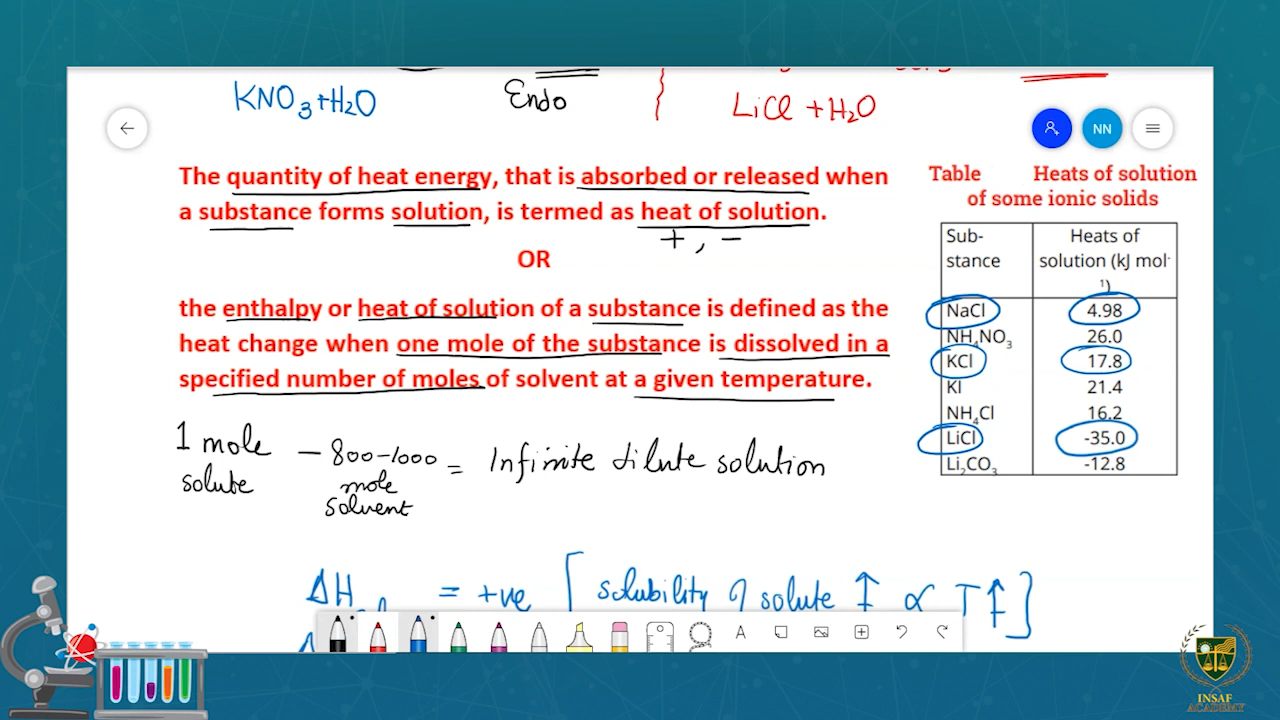 KNO3+H2O
Endo
LiCl +H2O
NN
The quantity of heat energy, that is absorbed or released when
a substance forms solution, is termed as heat of solution.
+ , -
OR
the enthalpy or heat of solution of a substance is defined as the
heat change when one mole of the substance is dissolved in a
specified number of moles of solvent at a given temperature.
1 mole
solute
- 800-1000
mole
solvent
= Infinite dilute solution
ΔH = +ve [ solubility of solute ↑ ∝ T↑ ]
Table Heats of solution
of some ionic solids
Sub-
stance
Heats of
solution (kJ mol-
1)
NaCl 4.98
NH4NO3 26.0
KCl 17.8
KI 21.4
NH4Cl 16.2
LiCl -35.0
Li2CO3 -12.8
A
INSAF
ACADEMY